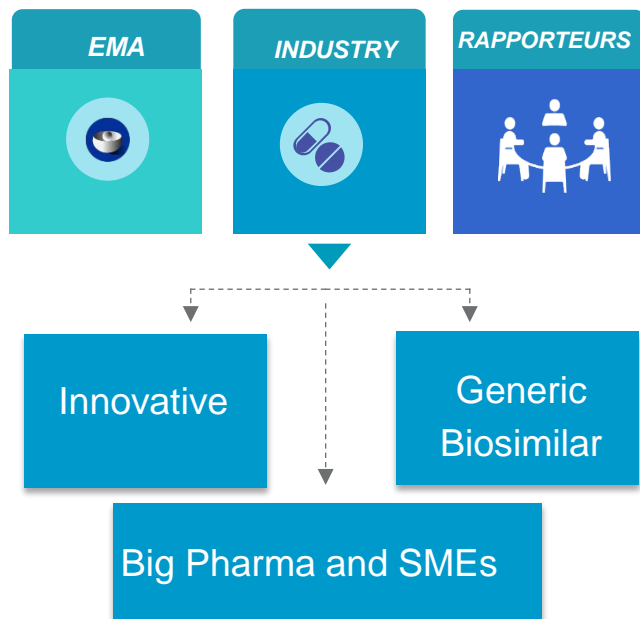 EMA
INDUSTRY
RAPPORTEURS
Innovative
Generic
Biosimilar
Big Pharma and SMEs